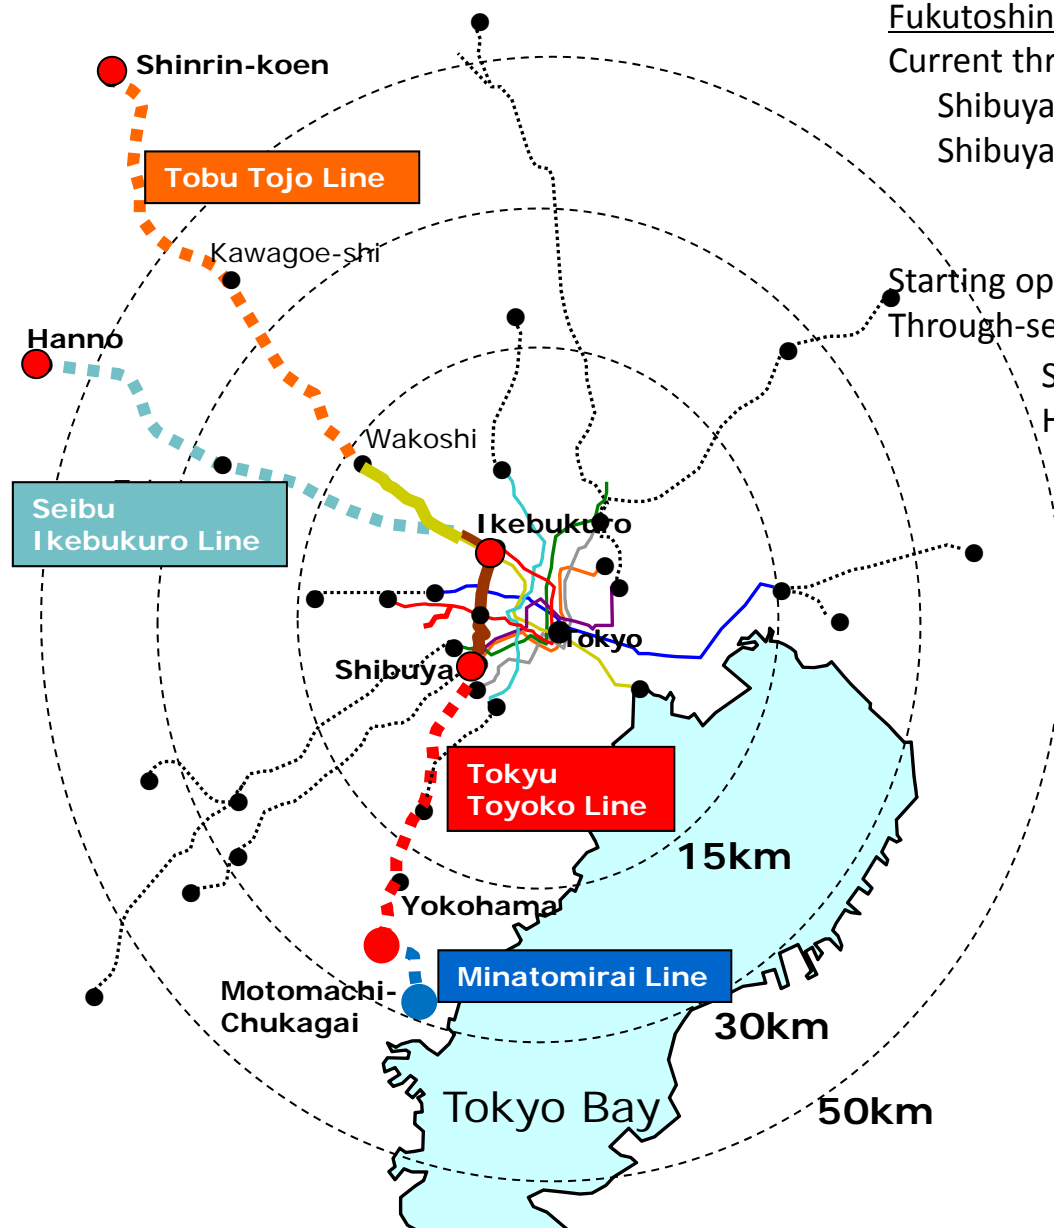 Fukutoshin
Current thr
Shibuya
Shibuya
Shinrin-koen
Tobu Tojo Line
Kawagoe-shi
Starting op
Through-se
S
H
Hanno
Wakoshi
Seibu
Ikebukuro Line
Ikebukuro
Tokyo
Shibuya
Tokyu
Toyoko Line
15km
Yokohama
Minatomirai Line
Motomachi-
Chukagai
30km
Tokyo Bay
50km